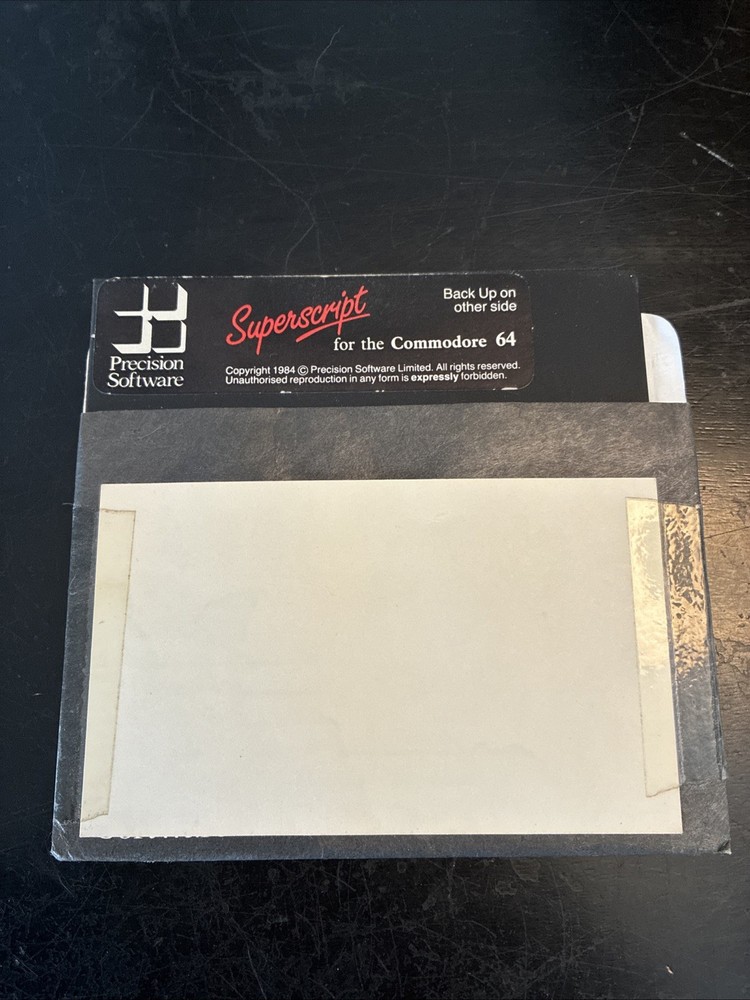 Precision
Software
Superscript
for the Commodore 64
Back Up on
other side
Copyright 1984 © Precision Software Limited. All rights reserved.
Unauthorised reproduction in any form is expressly forbidden.